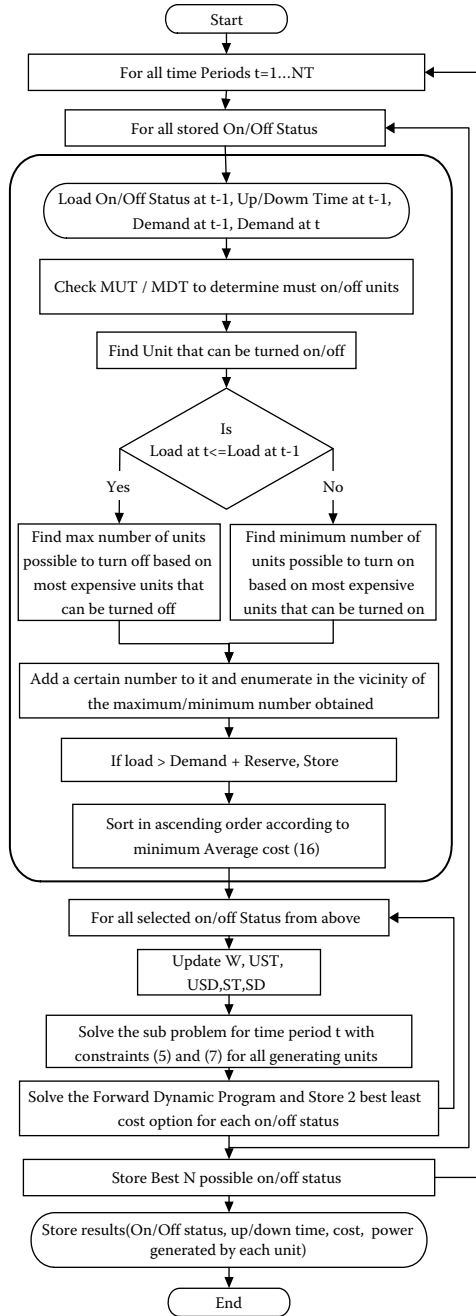 Start
For all time Periods t=1...NT
For all stored On/Off Status
Load On/Off Status at t-1, Up/Dowm Time at t-1,
Demand at t-1, Demand at t
Check MUT / MDT to determine must on/off units
Find Unit that can be turned on/off
Is
Load at t<=Load at t-1
Yes
No
Find max number of units
possible to turn off based on
most expensive units that
can be turned off
Find minimum number of
units possible to turn on
based on most expensive
units that can be turned on
Add a certain number to it and enumerate in the vicinity of
the maximum/minimum number obtained
If load > Demand + Reserve, Store
Sort in ascending order according to
minimum Average cost (16)
For all selected on/off Status from above
Update W, UST,
USD,ST,SD
Solve the sub problem for time period t with
constraints (5) and (7) for all generating units
Solve the Forward Dynamic Program and Store 2 best least
cost option for each on/off status
Store Best N possible on/off status
Store results(On/Off status, up/down time, cost, power
generated by each unit)
End